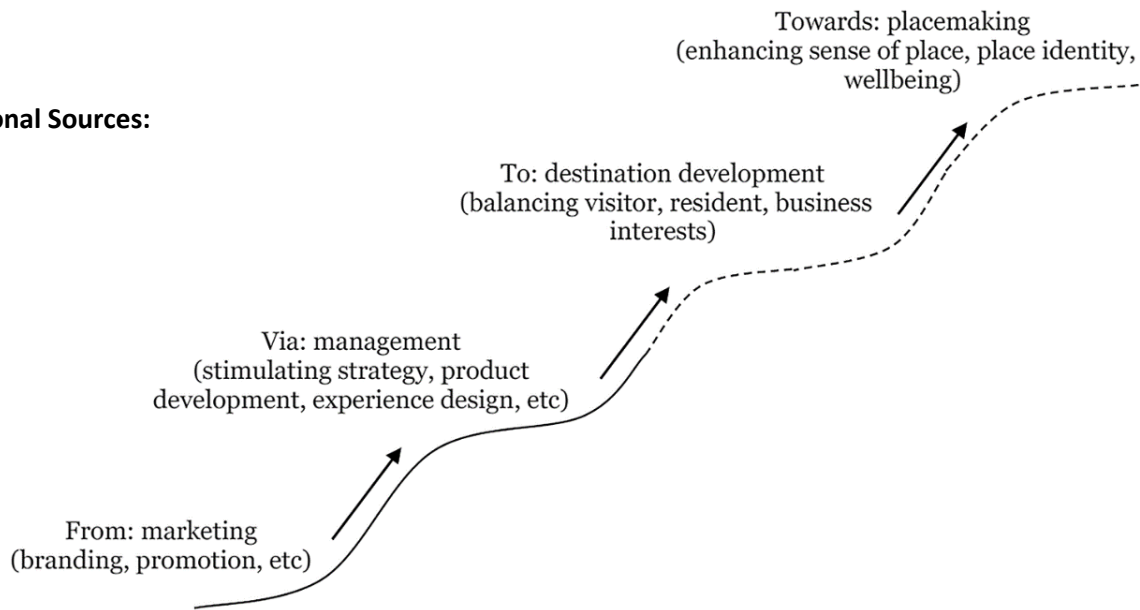 Towards: placemaking
(enhancing sense of place, place identity,
wellbeing)
onal Sources:
To: destination development
(balancing visitor, resident, business
interests)
Via: management
(stimulating strategy, product
development, experience design, etc)
From: marketing
(branding, promotion, etc)